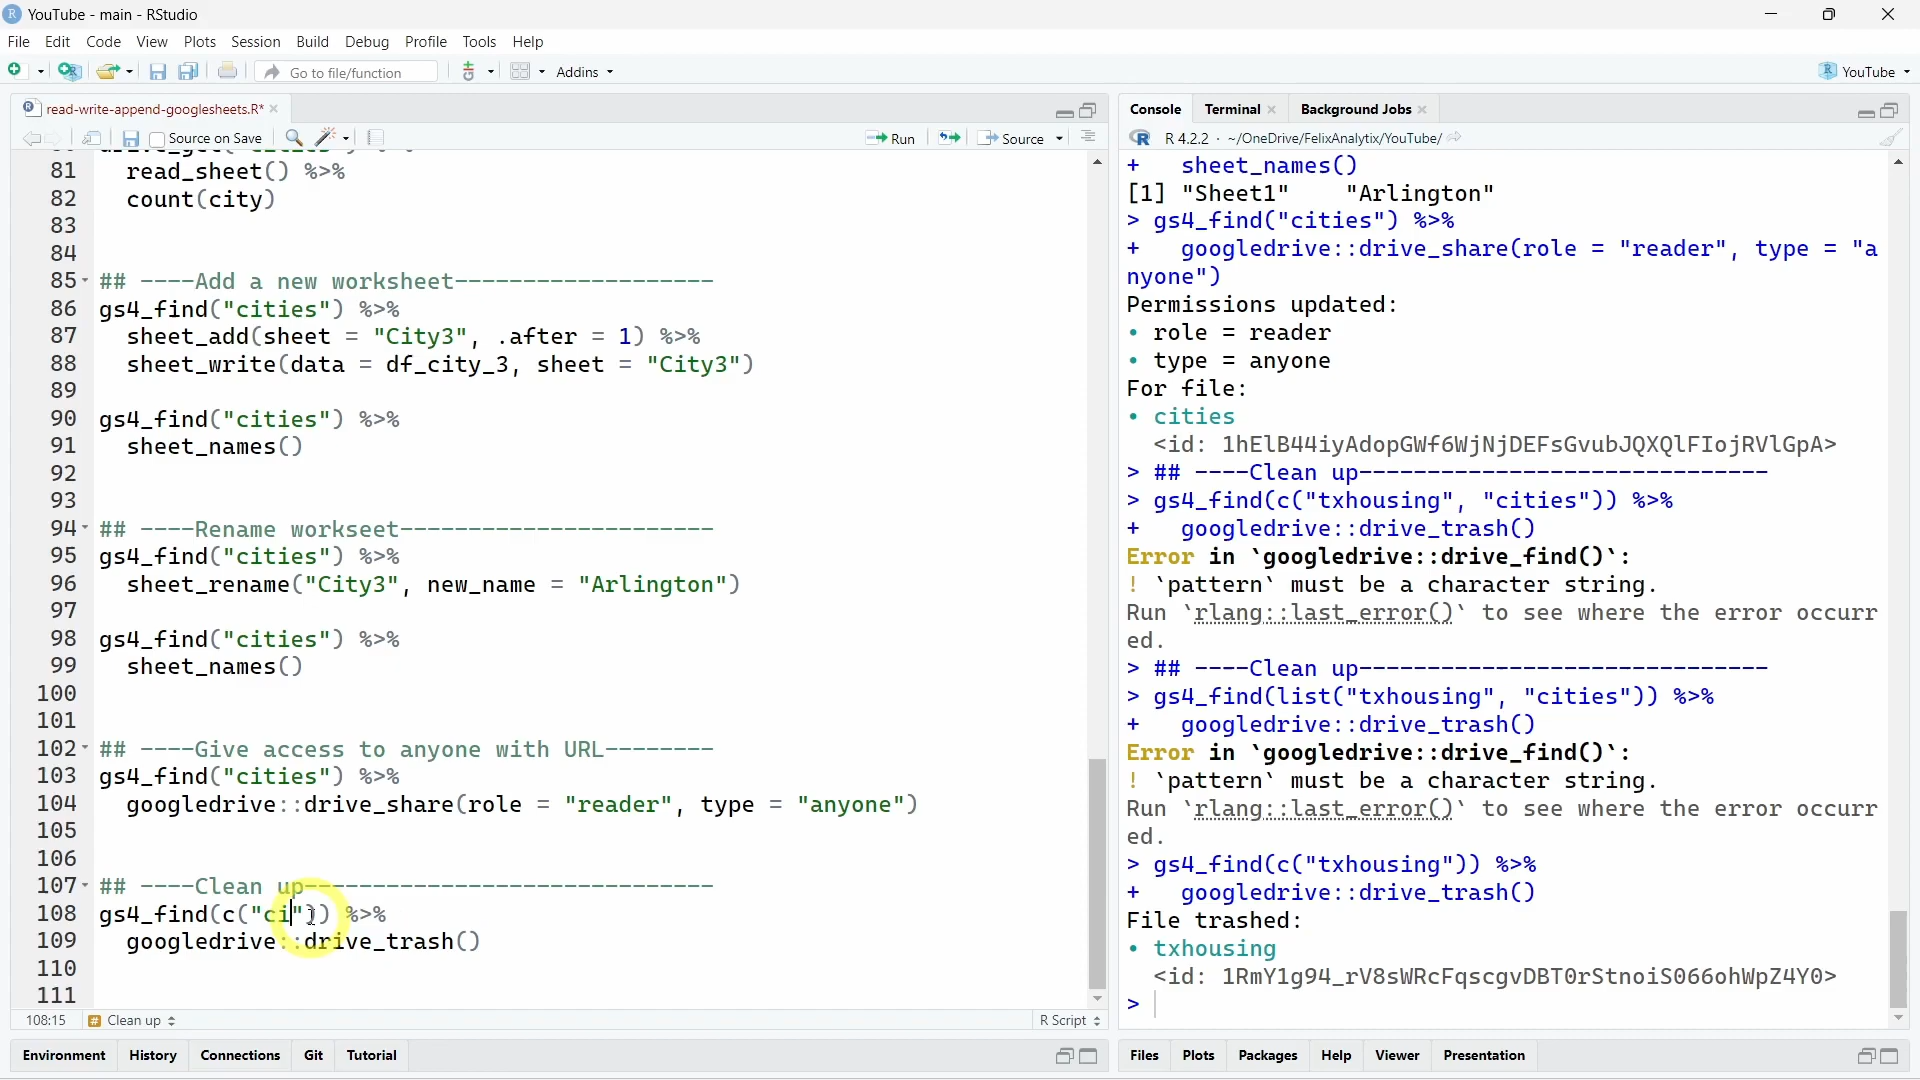 YouTube - main - RStudio
File Edit Code View Plots Session Build Debug Profile Tools Help
Go to file/function Addins YouTube
read-write-append-googlesheets.R*
Source on Save Run Source
81 read_sheet() %>%
82 count(city)
83
84
85 ## ----Add a new worksheet-------------------
86 gs4_find("cities") %>%
87 sheet_add(sheet = "City3", .after = 1) %>%
88 sheet_write(data = df_city_3, sheet = "City3")
89
90 gs4_find("cities") %>%
91 sheet_names()
92
93
94 ## ----Rename workseet-----------------------
95 gs4_find("cities") %>%
96 sheet_rename("City3", new_name = "Arlington")
97
98 gs4_find("cities") %>%
99 sheet_names()
100
101
102 ## ----Give access to anyone with URL--------
103 gs4_find("cities") %>%
104 googledrive::drive_share(role = "reader", type = "anyone")
105
106
107 ## ----Clean up------------------------------
108 gs4_find(c("ci")) %>%
109 googledrive::drive_trash()
110
111
108:15 # Clean up R Script
Environment History Connections Git Tutorial
Console Terminal Background Jobs
R 4.2.2 · ~/OneDrive/FelixAnalytix/YouTube/
+ sheet_names()
[1] "Sheet1" "Arlington"
> gs4_find("cities") %>%
+ googledrive::drive_share(role = "reader", type = "a
nyone")
Permissions updated:
• role = reader
• type = anyone
For file:
• cities
<id: 1hElB44iyAdopGWf6WjNjDEFsGvubJQXQlFIojRVlGpA>
> ## ----Clean up------------------------------
> gs4_find(c("txhousing", "cities")) %>%
+ googledrive::drive_trash()
Error in `googledrive::drive_find()`:
! `pattern` must be a character string.
Run `rlang::last_error()` to see where the error occurr
ed.
> ## ----Clean up------------------------------
> gs4_find(list("txhousing", "cities")) %>%
+ googledrive::drive_trash()
Error in `googledrive::drive_find()`:
! `pattern` must be a character string.
Run `rlang::last_error()` to see where the error occurr
ed.
> gs4_find(c("txhousing")) %>%
+ googledrive::drive_trash()
File trashed:
• txhousing
<id: 1RmY1g94_rV8sWRcFqscgvDBT0rStnoiS066ohWpZ4Y0>
>
Files Plots Packages Help Viewer Presentation